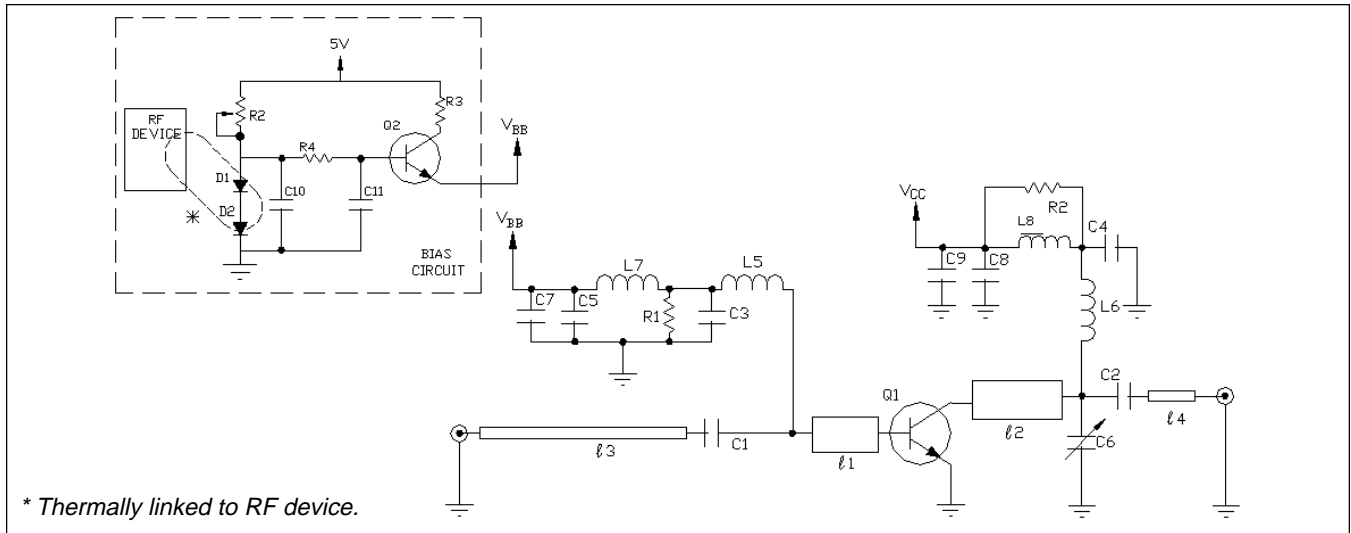 5V
R2
R3
RF
DEVICE
Q2
R4
VBB
D1
C10
C11
D2
*
BIAS
CIRCUIT
VBB
L7
L5
C7
C5
R1
C3
VCC
R2
L8
C4
C9
C8
L6
Q1
C2
ℓ3
C1
ℓ1
ℓ2
C6
ℓ4
* Thermally linked to RF device.